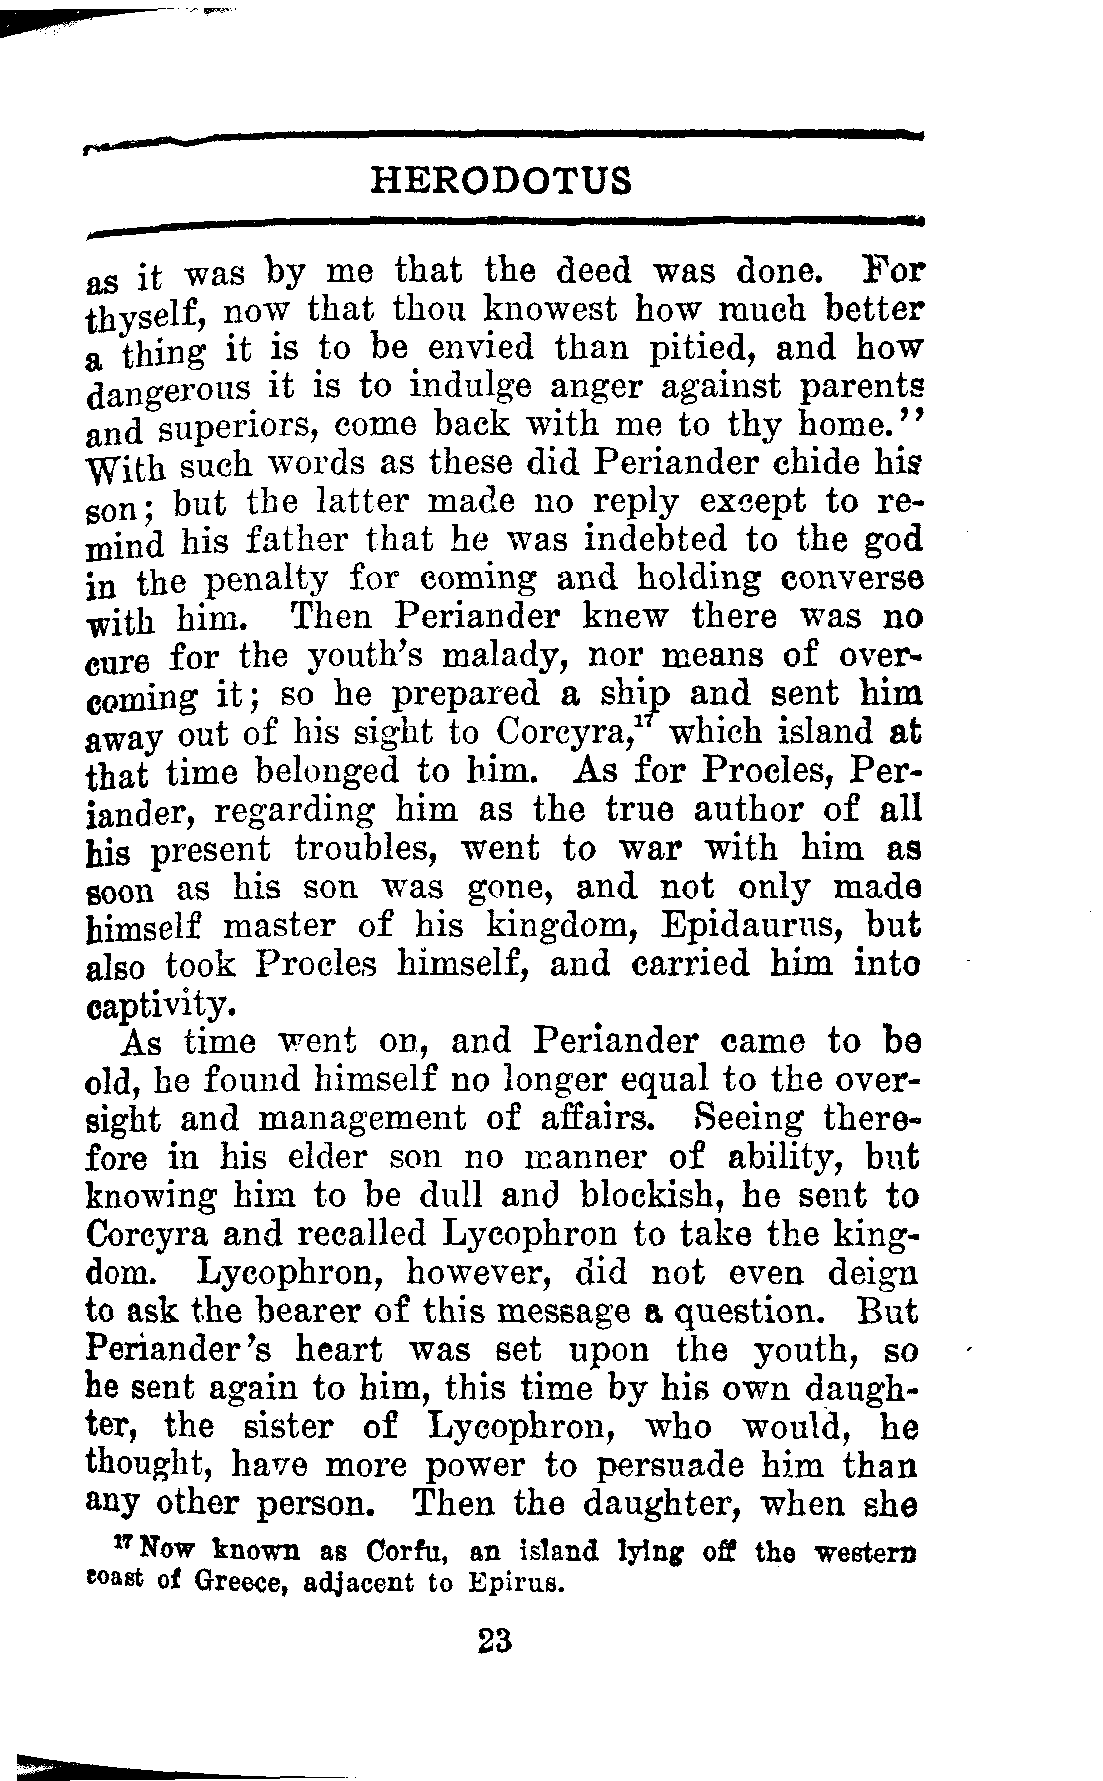 HERODOTUS
as it was by me that the deed was done. For
thyself, now that thou knowest how much better
a thing it is to be envied than pitied, and how
dangerous it is to indulge anger against parents
and superiors, come back with me to thy home.''
With such words as these did Periander chide his
son; but the latter made no reply except to re-
mind his father that he was indebted to the god
in the penalty for coming and holding converse
with him. Then Periander knew there was no
cure for the youth's malady, nor means of over-
coming it; so he prepared a ship and sent him
away out of his sight to Corcyra,¹⁷ which island at
that time belonged to him. As for Procles, Per-
iander, regarding him as the true author of all
his present troubles, went to war with him as
soon as his son was gone, and not only made
himself master of his kingdom, Epidaurus, but
also took Procles himself, and carried him into
captivity.
As time went on, and Periander came to be
old, he found himself no longer equal to the over-
sight and management of affairs. Seeing there-
fore in his elder son no manner of ability, but
knowing him to be dull and blockish, he sent to
Corcyra and recalled Lycophron to take the king-
dom. Lycophron, however, did not even deign
to ask the bearer of this message a question. But
Periander's heart was set upon the youth, so
he sent again to him, this time by his own daugh-
ter, the sister of Lycophron, who would, he
thought, have more power to persuade him than
any other person. Then the daughter, when she
¹⁷ Now known as Corfu, an island lying off the western
coast of Greece, adjacent to Epirus.
23